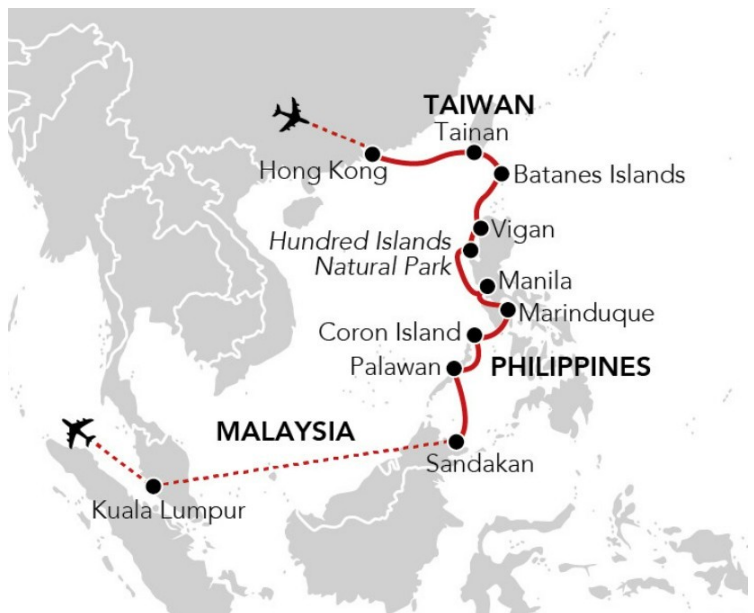 TAIWAN
Tainan
Hong Kong
Batanes Islands
Vigan
Hundred Islands
Natural Park
Manila
Marinduque
Coron Island
Palawan
PHILIPPINES
MALAYSIA
Sandakan
Kuala Lumpur